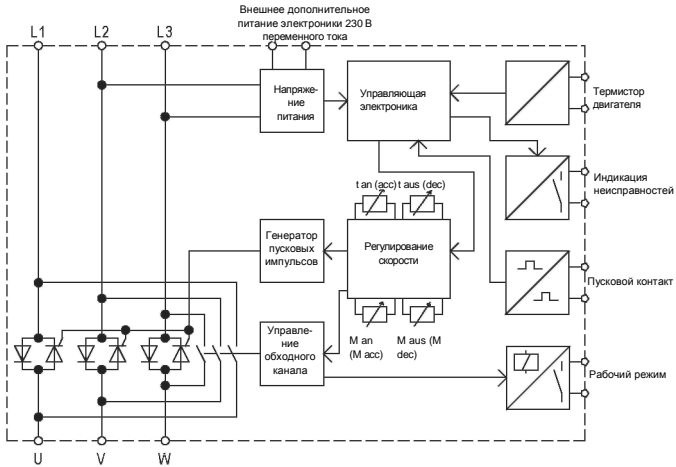 Внешнее дополнительное
питание электроники 230 В
переменного тока
L1
L2
L3
Напряже-
ние
питания
Управляющая
электроника
Термистор
двигателя
Индикация
неисправностей
t an (acc)
t aus (dec)
Генератор
пусковых
импульсов
Регулирование
скорости
Пусковой контакт
M an
(M acc)
M aus (M
dec)
Управле-
ние
обходного
канала
Рабочий режим
U
V
W